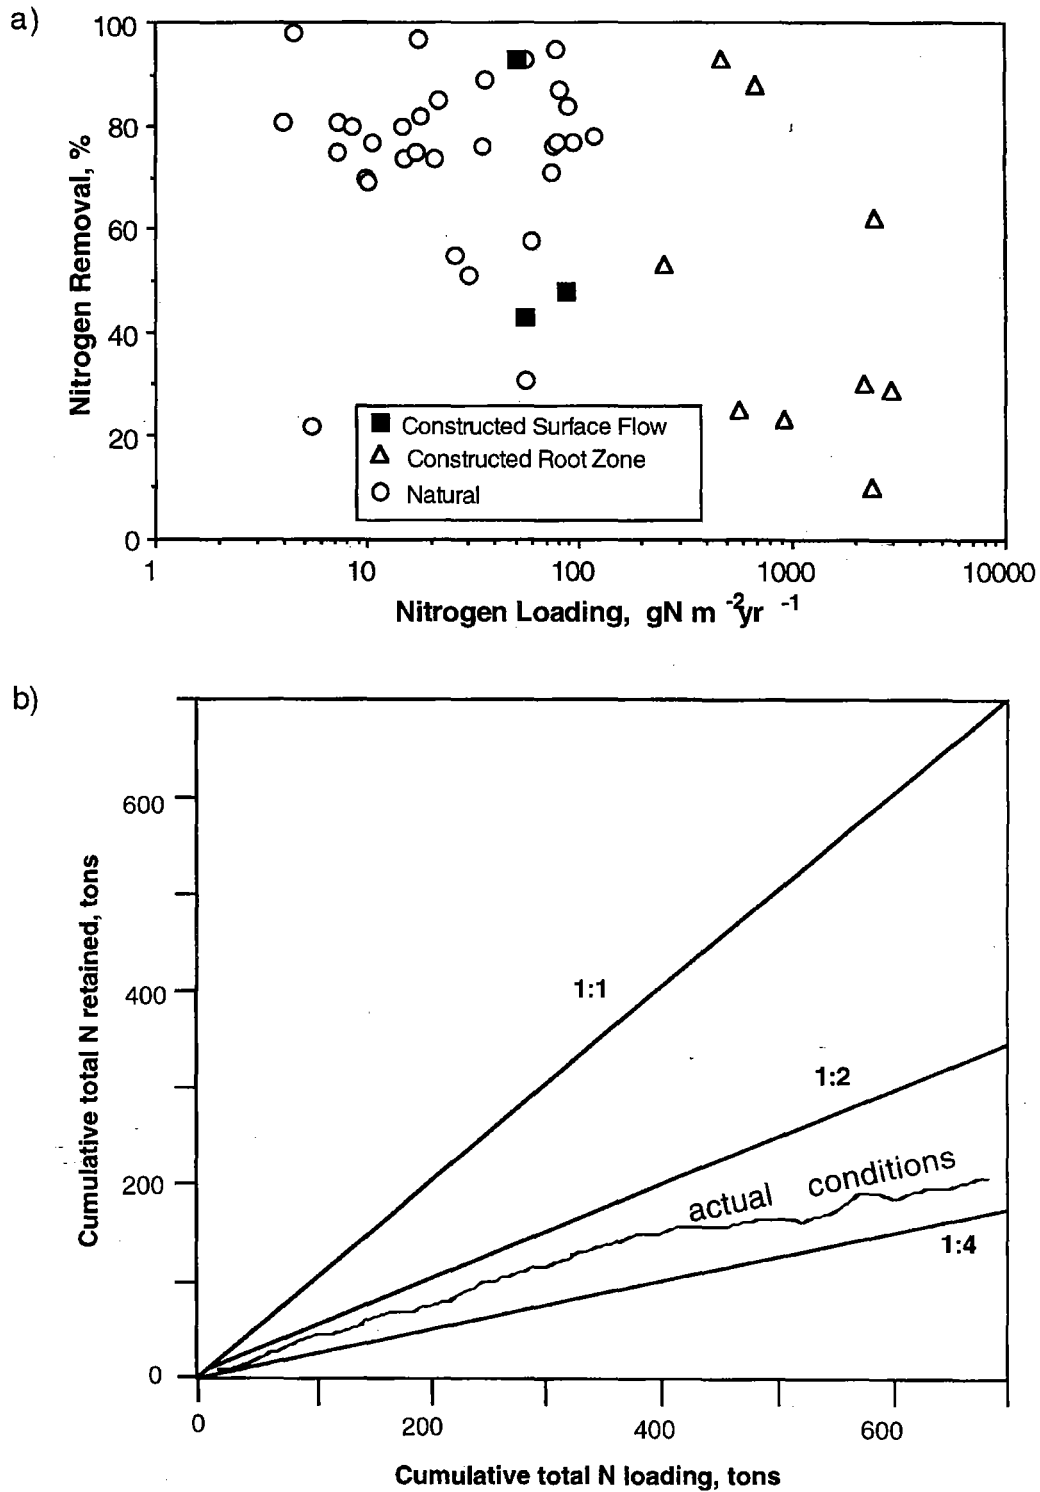 a)
100
80
60
40
20
0
Nitrogen Removal, %
Constructed Surface Flow
Constructed Root Zone
Natural
1 10 100 1000 10000
Nitrogen Loading, gN m -2yr -1
b)
600
400
200
0
Cumulative total N retained, tons
1:1
1:2
actual conditions
1:4
0 200 400 600
Cumulative total N loading, tons